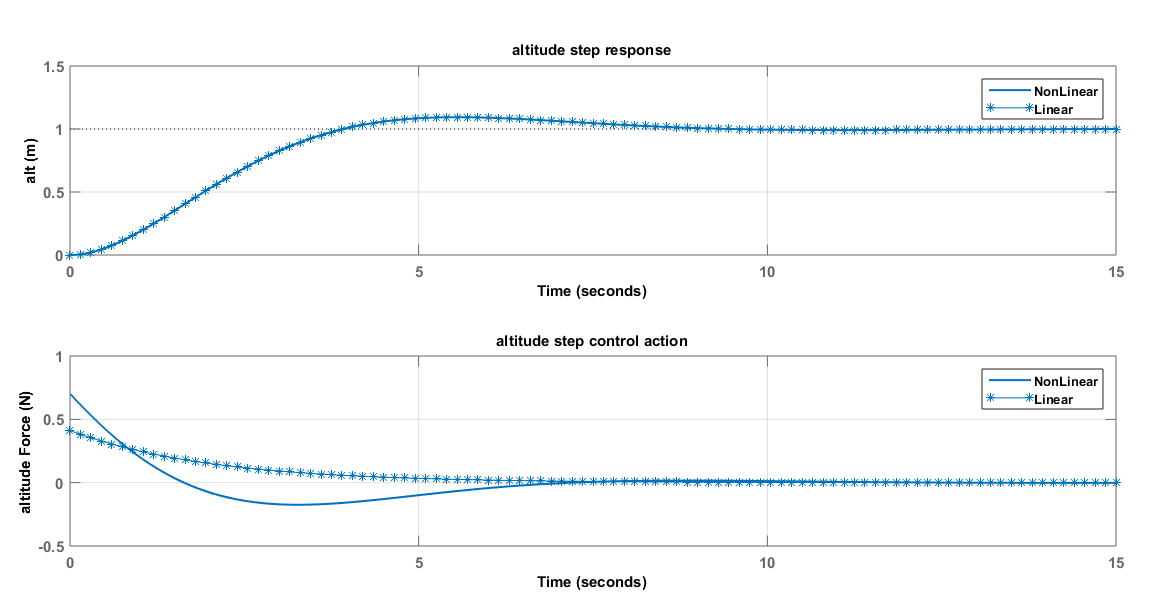 altitude step response
1.5
1
0.5
0
alt (m)
NonLinear
Linear
0
5
10
15
Time (seconds)
altitude step control action
1
0.5
0
-0.5
altitude Force (N)
NonLinear
Linear
0
5
10
15
Time (seconds)